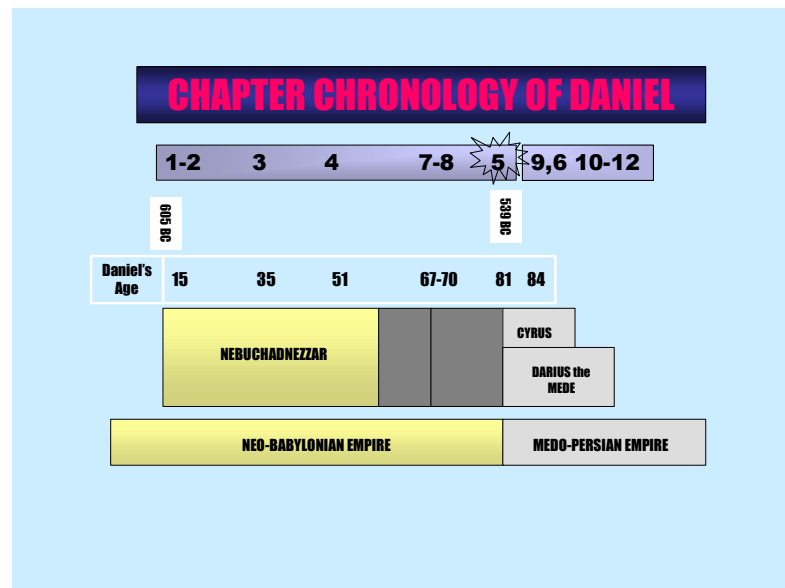 CHAPTER CHRONOLOGY OF DANIEL
1-2 3 4 7-8 5 9,6 10-12
605 BC
539 BC
Daniel's
Age
15 35 51 67-70 81 84
NEBUCHADNEZZAR
CYRUS
DARIUS the
MEDE
NEO-BABYLONIAN EMPIRE
MEDO-PERSIAN EMPIRE